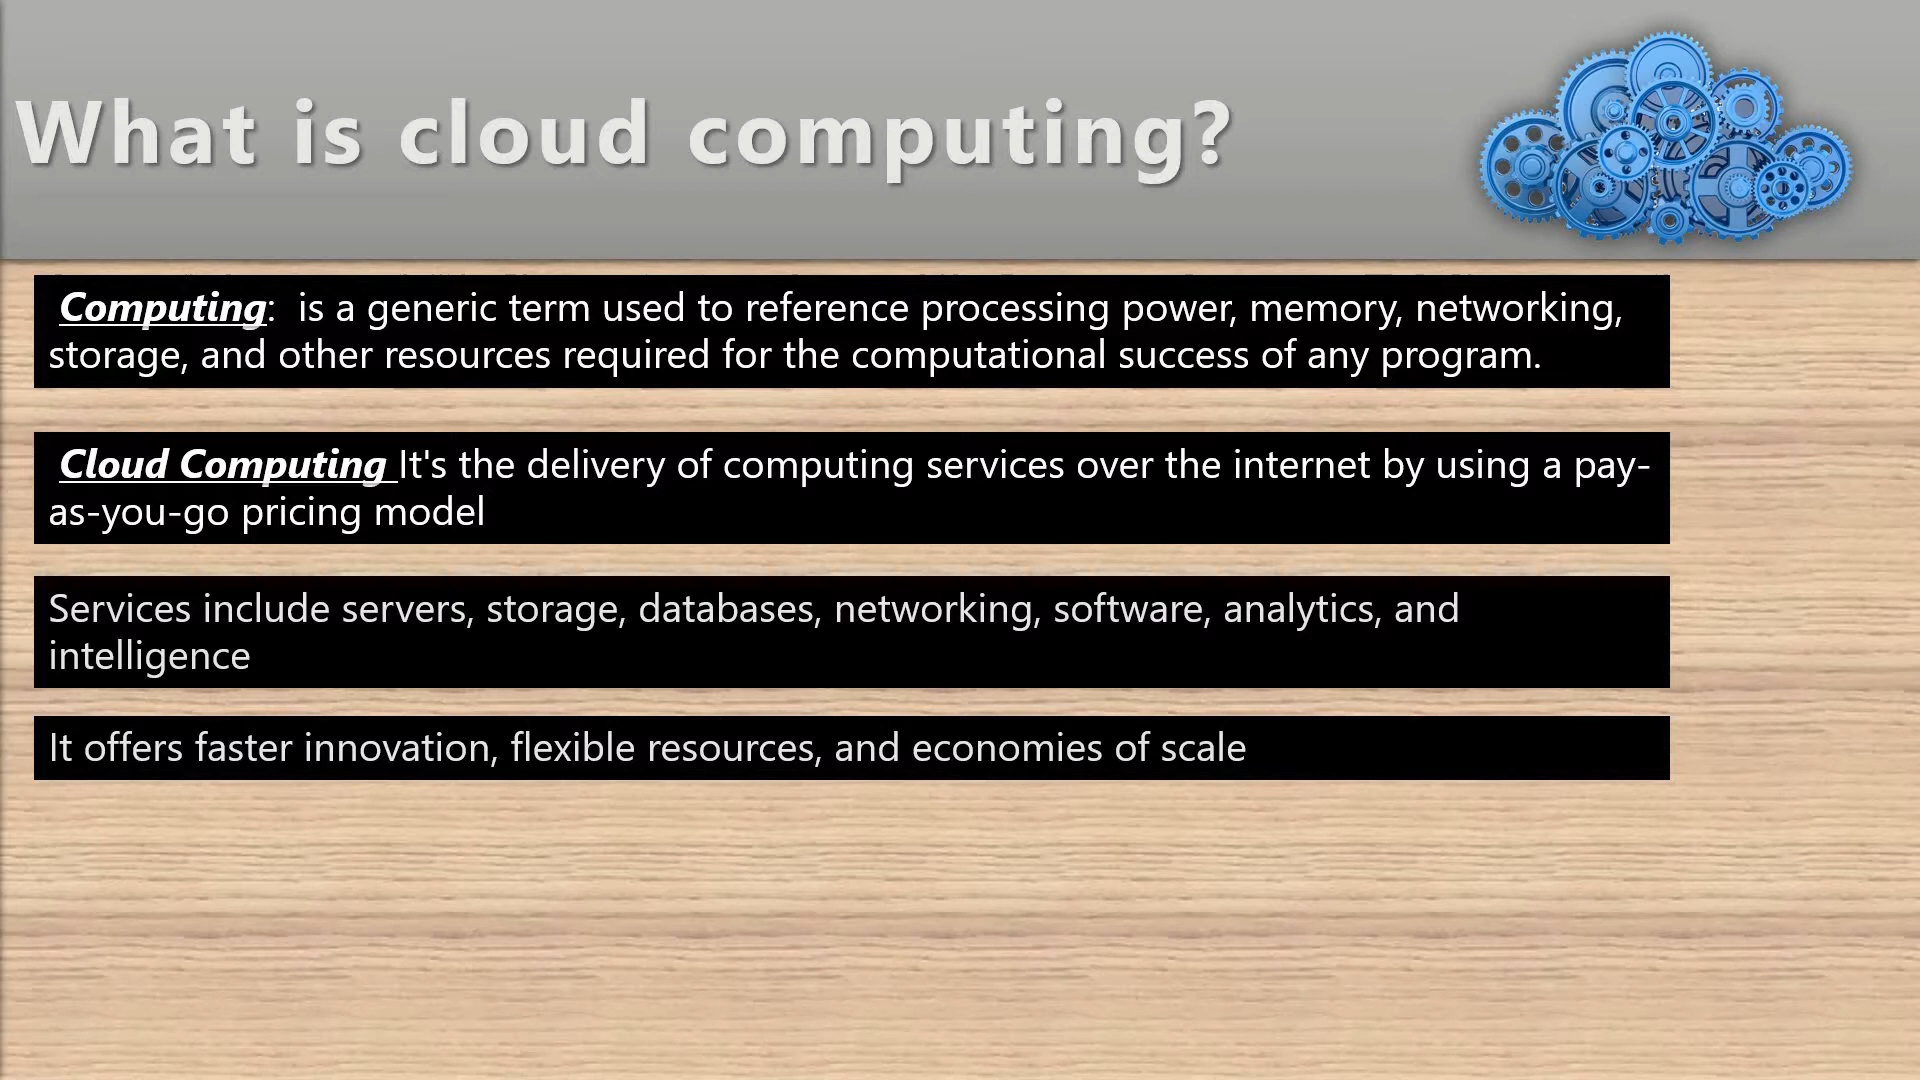 What is cloud computing?
Computing:  is a generic term used to reference processing power, memory, networking,
storage, and other resources required for the computational success of any program.
Cloud Computing It's the delivery of computing services over the internet by using a pay-
as-you-go pricing model
Services include servers, storage, databases, networking, software, analytics, and
intelligence
It offers faster innovation, flexible resources, and economies of scale